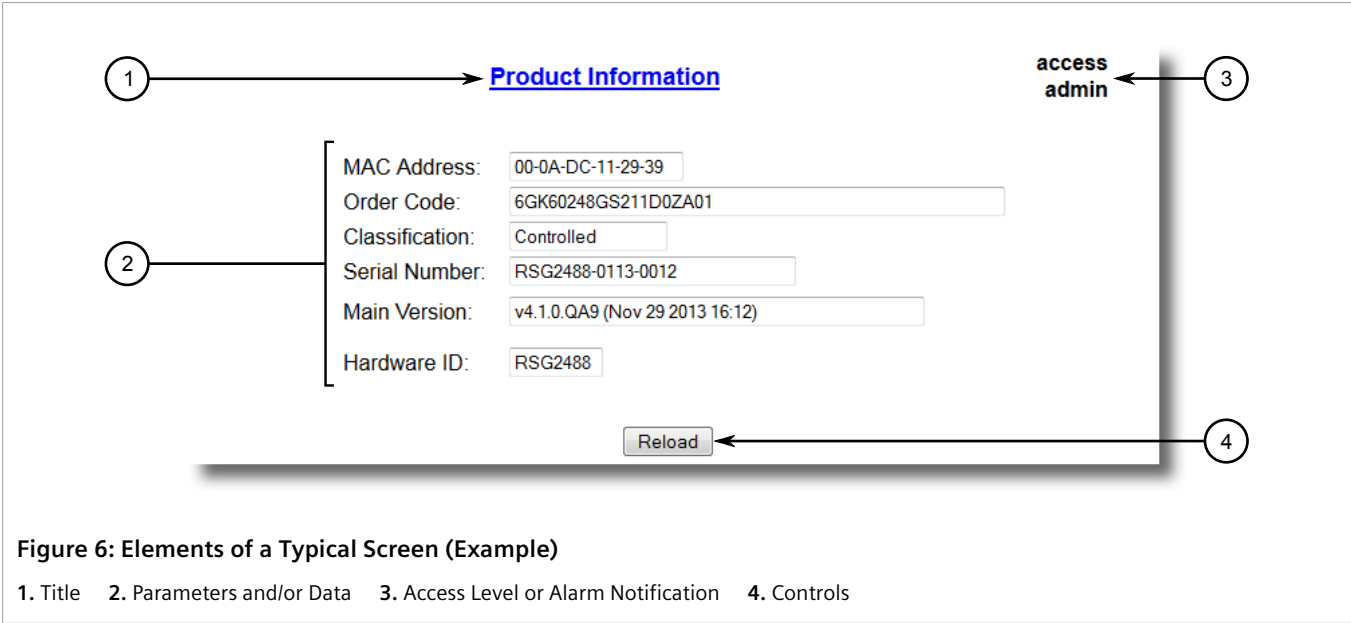 1
Product Information
access
admin
3
2
MAC Address: 00-0A-DC-11-29-39
Order Code: 6GK60248GS211D0ZA01
Classification: Controlled
Serial Number: RSG2488-0113-0012
Main Version: v4.1.0.QA9 (Nov 29 2013 16:12)
Hardware ID: RSG2488
Reload
4
Figure 6: Elements of a Typical Screen (Example)
1. Title 2. Parameters and/or Data 3. Access Level or Alarm Notification 4. Controls